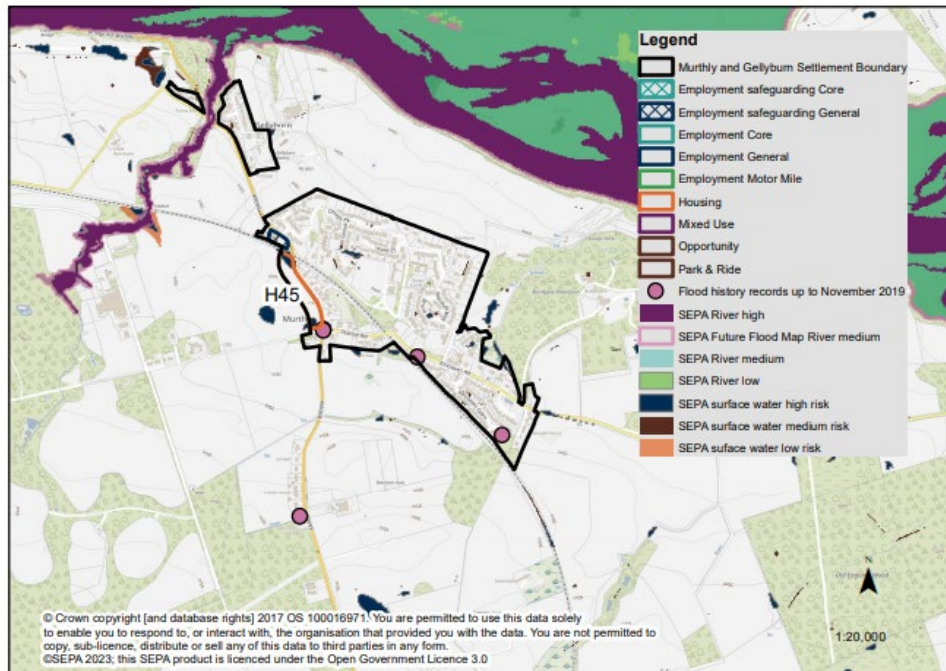 Legend
Murthly and Gellyburn Settlement Boundary
Employment safeguarding Core
Employment safeguarding General
Employment Core
Employment General
Employment Motor Mile
Housing
Mixed Use
Opportunity
Park & Ride
Flood history records up to November 2019
SEPA River high
SEPA Future Flood Map River medium
SEPA River medium
SEPA River low
SEPA surface water high risk
SEPA surface water medium risk
SEPA suface water low risk
H45
N
1:20,000
© Crown copyright [and database rights] 2017 OS 100016971. You are permitted to use this data solely
to enable you to respond to, or interact with, the organisation that provided you with the data. You are not permitted to
copy, sub-licence, distribute or sell any of this data to third parties in any form.
©SEPA 2023; this SEPA product is licenced under the Open Government Licence 3.0